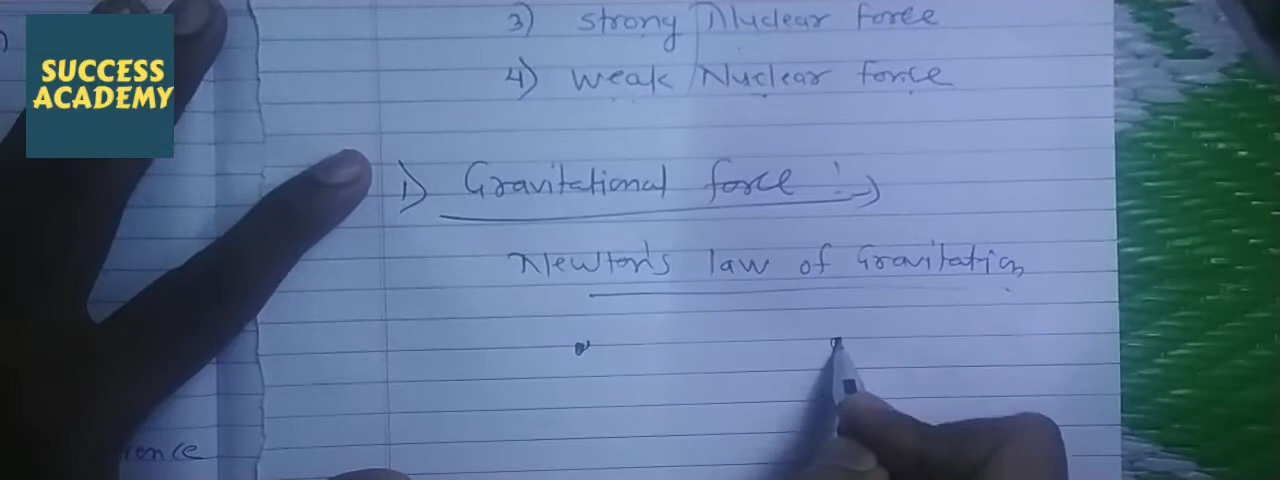 SUCCESS
ACADEMY
3) strong Nuclear force
4) weak Nuclear force
1) Gravitational force :->
Newton's law of Gravitation